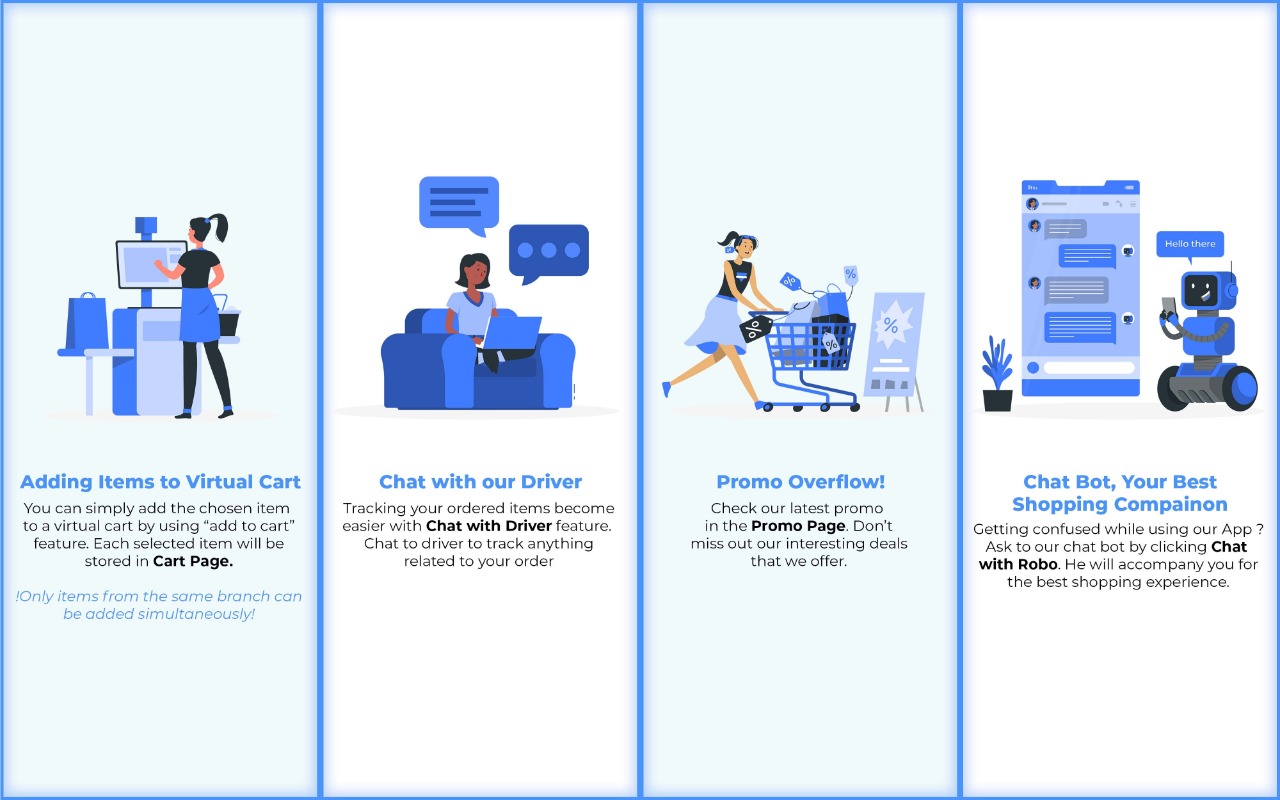 Adding Items to Virtual Cart
You can simply add the chosen item
to a virtual cart by using “add to cart”
feature. Each selected item will be
stored in Cart Page.
!Only items from the same branch can
be added simultaneously!
Chat with our Driver
Tracking your ordered items become
easier with Chat with Driver feature.
Chat to driver to track anything
related to your order
%
%
%
%
%
Promo Overflow!
Check our latest promo
in the Promo Page. Don’t
miss out our interesting deals
that we offer.
Hello there
Chat Bot, Your Best
Shopping Compainon
Getting confused while using our App ?
Ask to our chat bot by clicking Chat
with Robo. He will accompany you for
the best shopping experience.